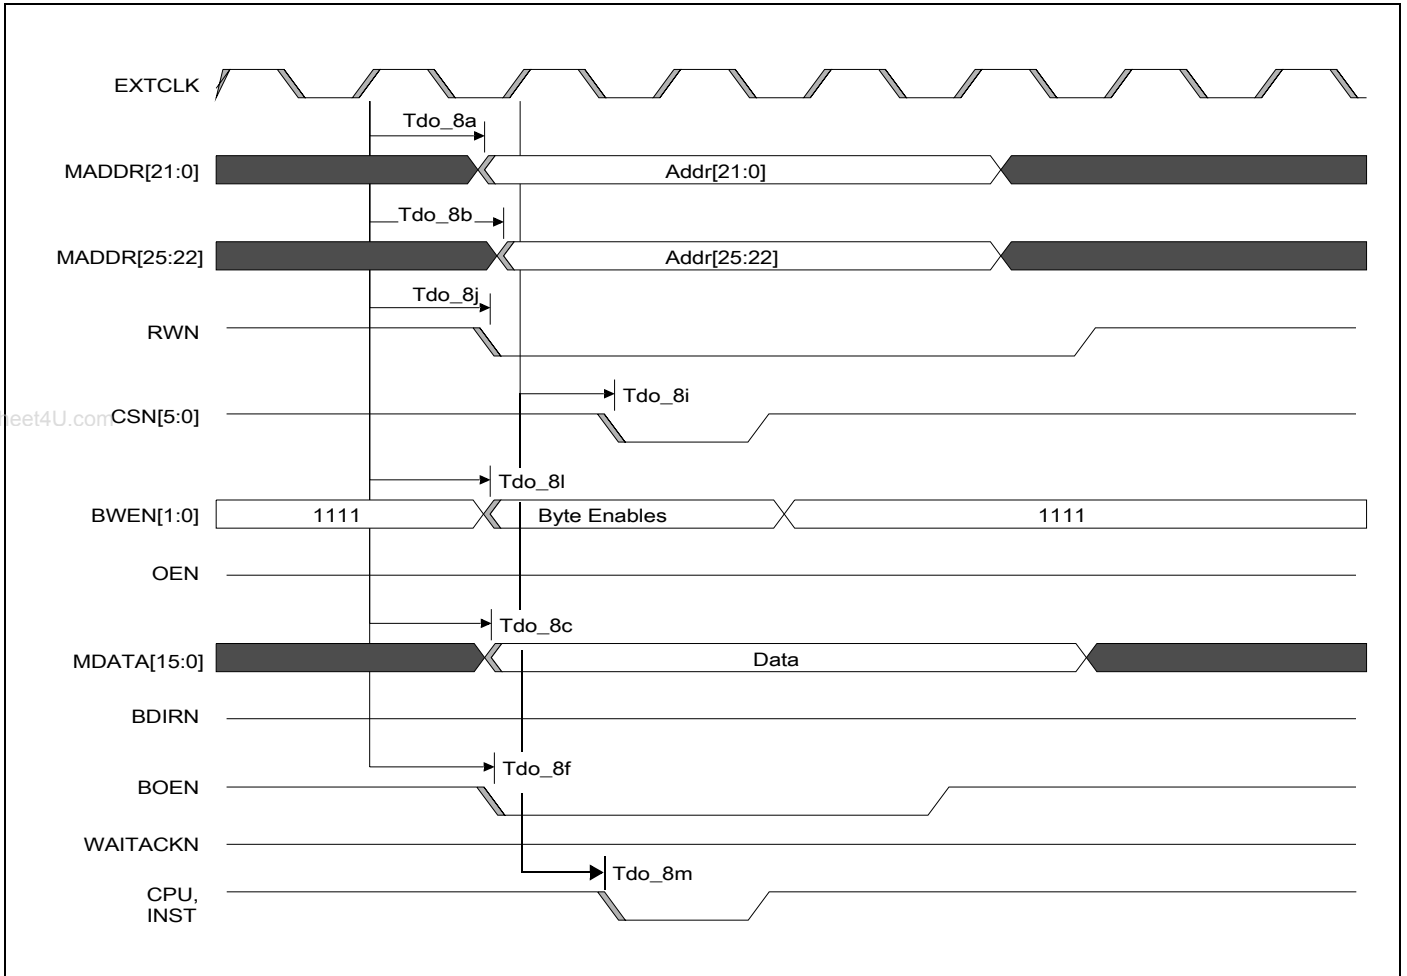 EXTCLK
Tdo_8a
MADDR[21:0]
Addr[21:0]
Tdo_8b
MADDR[25:22]
Addr[25:22]
Tdo_8j
RWN
Tdo_8i
heet4U.com
CSN[5:0]
Tdo_8l
BWEN[1:0]
1111
Byte Enables
1111
OEN
Tdo_8c
MDATA[15:0]
Data
BDIRN
Tdo_8f
BOEN
WAITACKN
Tdo_8m
CPU,
INST